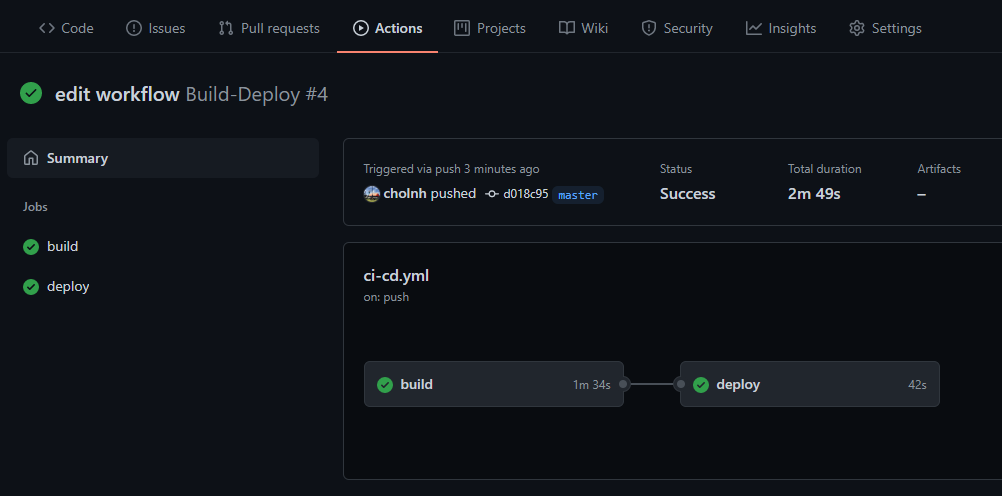 Code Issues Pull requests Actions Projects Wiki Security Insights Settings
edit workflow Build-Deploy #4
Summary
Jobs
build
deploy
Triggered via push 3 minutes ago Status Total duration Artifacts
cholnh pushed d018c95 master Success 2m 49s –
ci-cd.yml
on: push
build 1m 34s deploy 42s